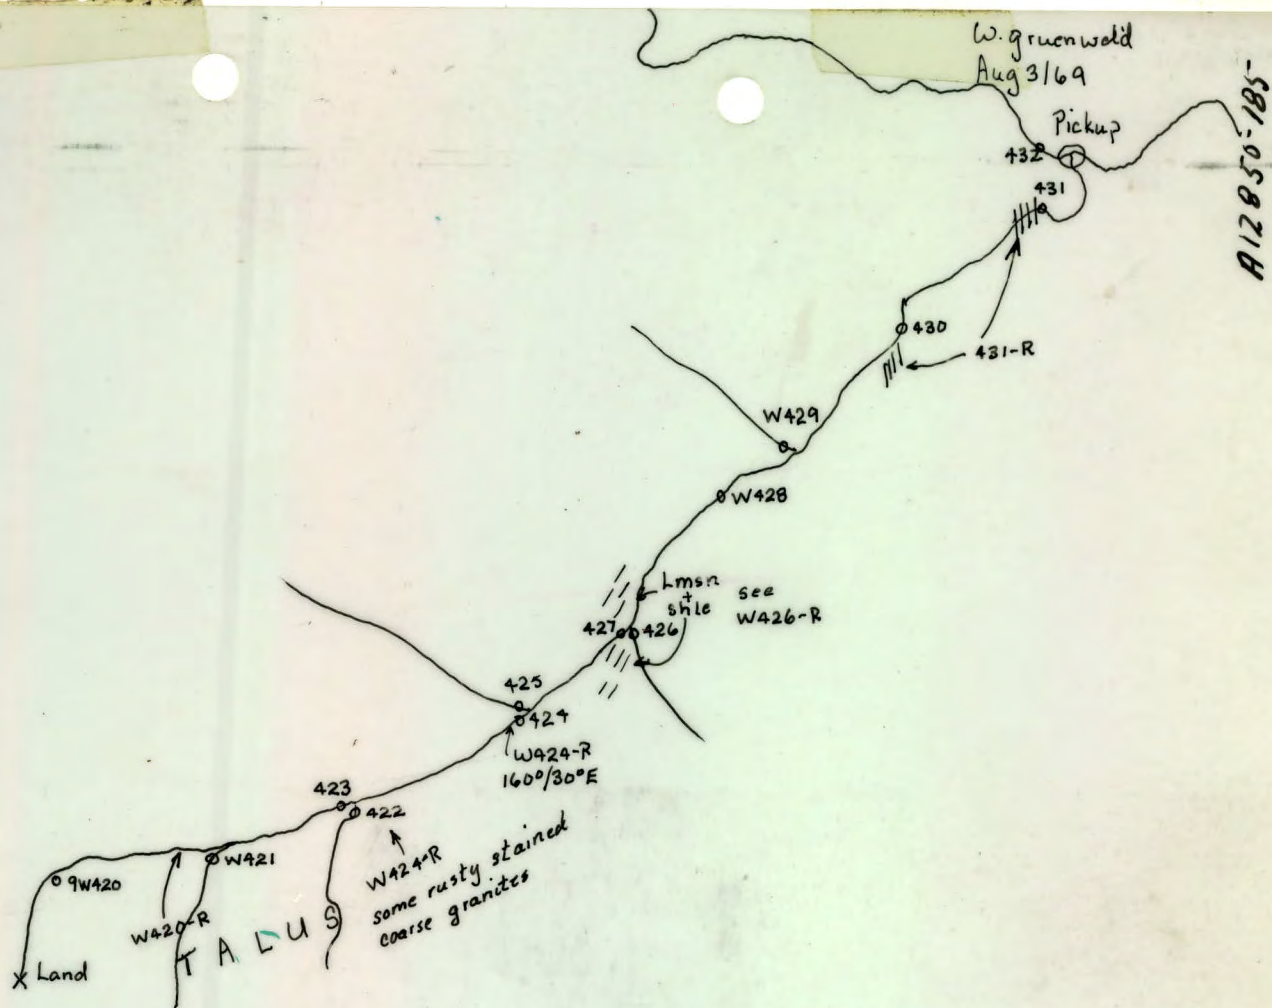 W. gruenwald
Aug 3/69
A12850-185
Pickup
432
431
430
431-R
W429
W428
Lmsn
+
shle
see
W426-R
427
426
425
424
W424-R
160°/30°E
423
422
W424-R
some rusty stained
coarse granites
W421
9W420
W420-R
TALUS
Land